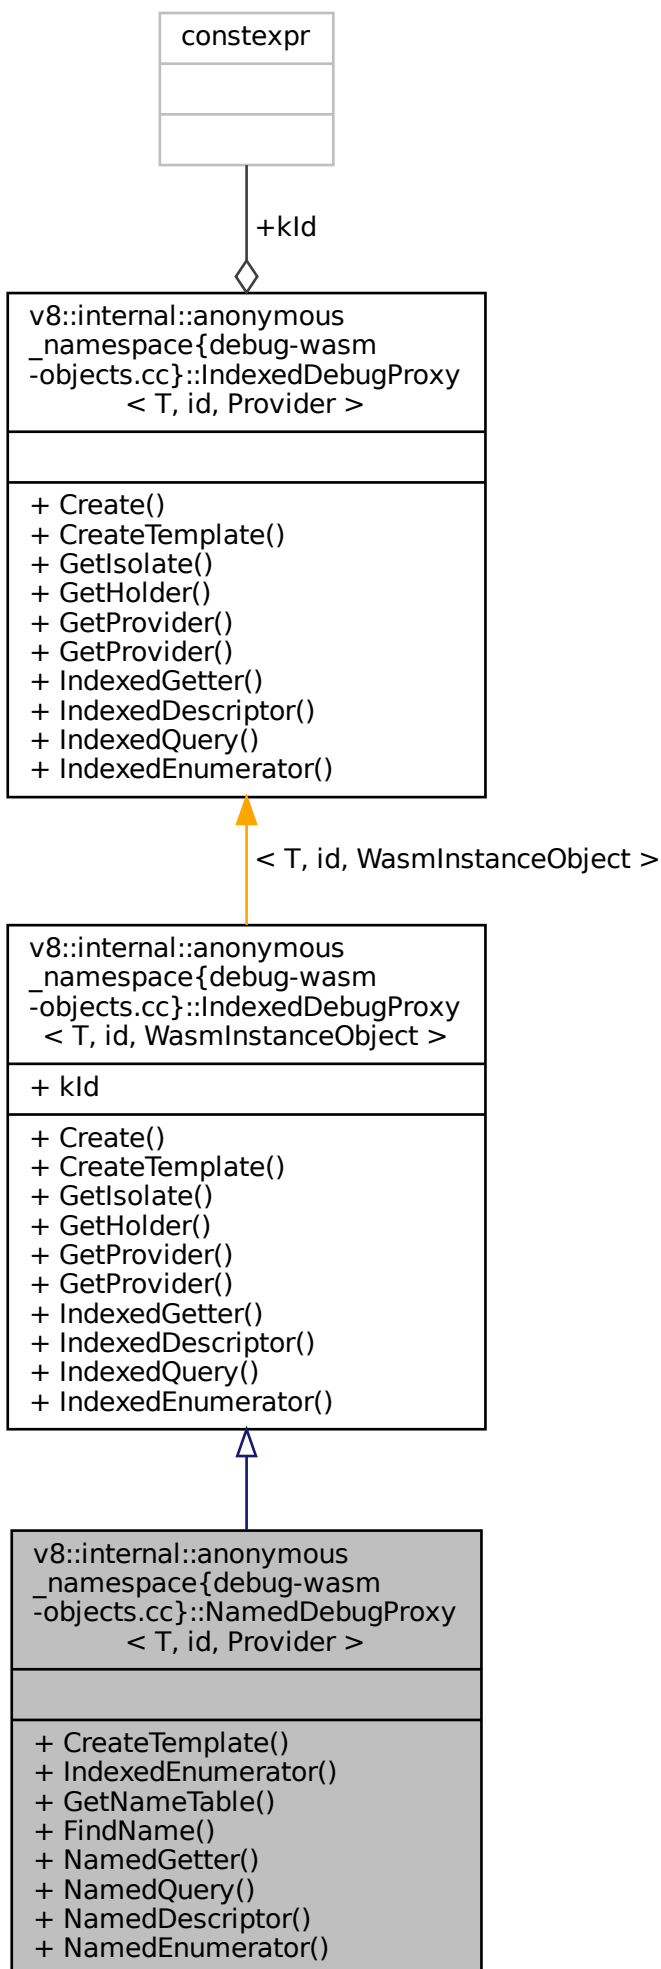 constexpr
+kId
v8::internal::anonymous
_namespace{debug-wasm
-objects.cc}::IndexedDebugProxy
< T, id, Provider >
+ Create()
+ CreateTemplate()
+ GetIsolate()
+ GetHolder()
+ GetProvider()
+ GetProvider()
+ IndexedGetter()
+ IndexedDescriptor()
+ IndexedQuery()
+ IndexedEnumerator()
< T, id, WasmInstanceObject >
v8::internal::anonymous
_namespace{debug-wasm
-objects.cc}::IndexedDebugProxy
< T, id, WasmInstanceObject >
+ kId
+ Create()
+ CreateTemplate()
+ GetIsolate()
+ GetHolder()
+ GetProvider()
+ GetProvider()
+ IndexedGetter()
+ IndexedDescriptor()
+ IndexedQuery()
+ IndexedEnumerator()
v8::internal::anonymous
_namespace{debug-wasm
-objects.cc}::NamedDebugProxy
< T, id, Provider >
+ CreateTemplate()
+ IndexedEnumerator()
+ GetNameTable()
+ FindName()
+ NamedGetter()
+ NamedQuery()
+ NamedDescriptor()
+ NamedEnumerator()